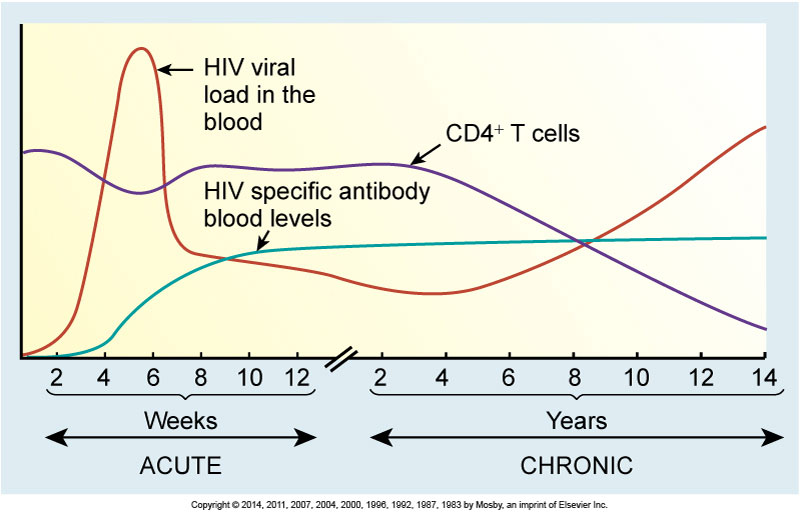 HIV viral
load in the
blood
CD4⁺ T cells
HIV specific antibody
blood levels
2 4 6 8 10 12 2 4 6 8 10 12 14
Weeks Years
ACUTE CHRONIC
Copyright © 2014, 2011, 2007, 2004, 2000, 1996, 1992, 1987, 1983 by Mosby, an imprint of Elsevier Inc.